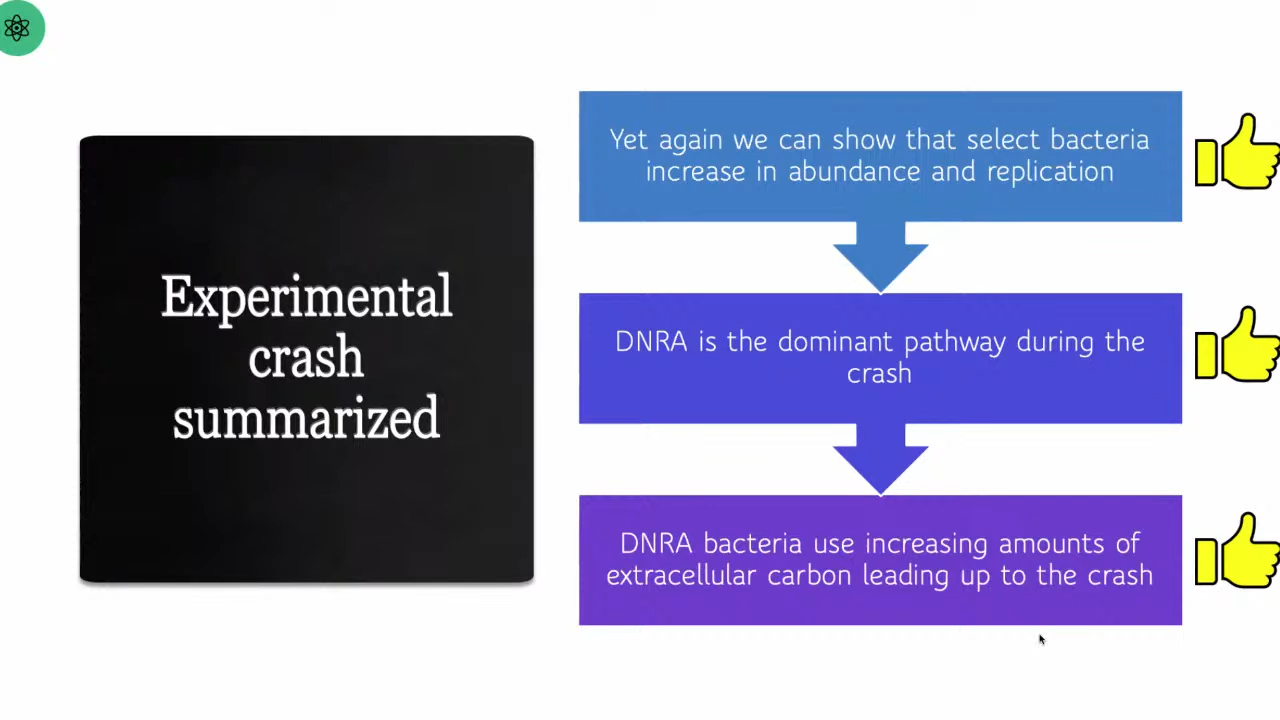 Experimental
crash
summarized
Yet again we can show that select bacteria
increase in abundance and replication
DNRA is the dominant pathway during the
crash
DNRA bacteria use increasing amounts of
extracellular carbon leading up to the crash